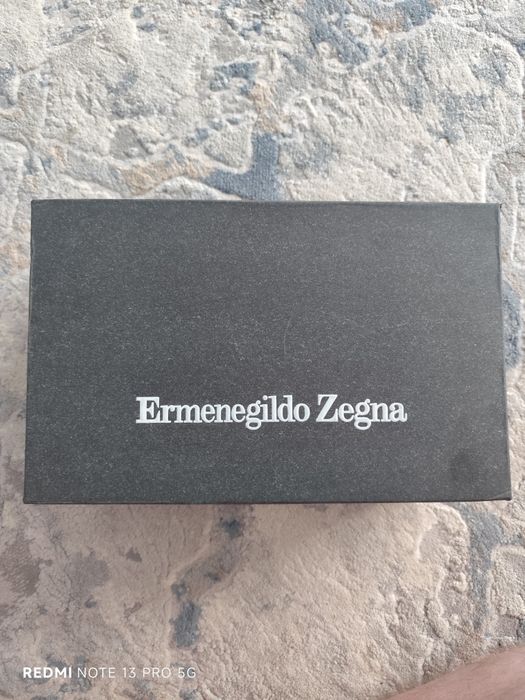 Ermenegildo Zegna
REDMI NOTE 13 PRO 5G